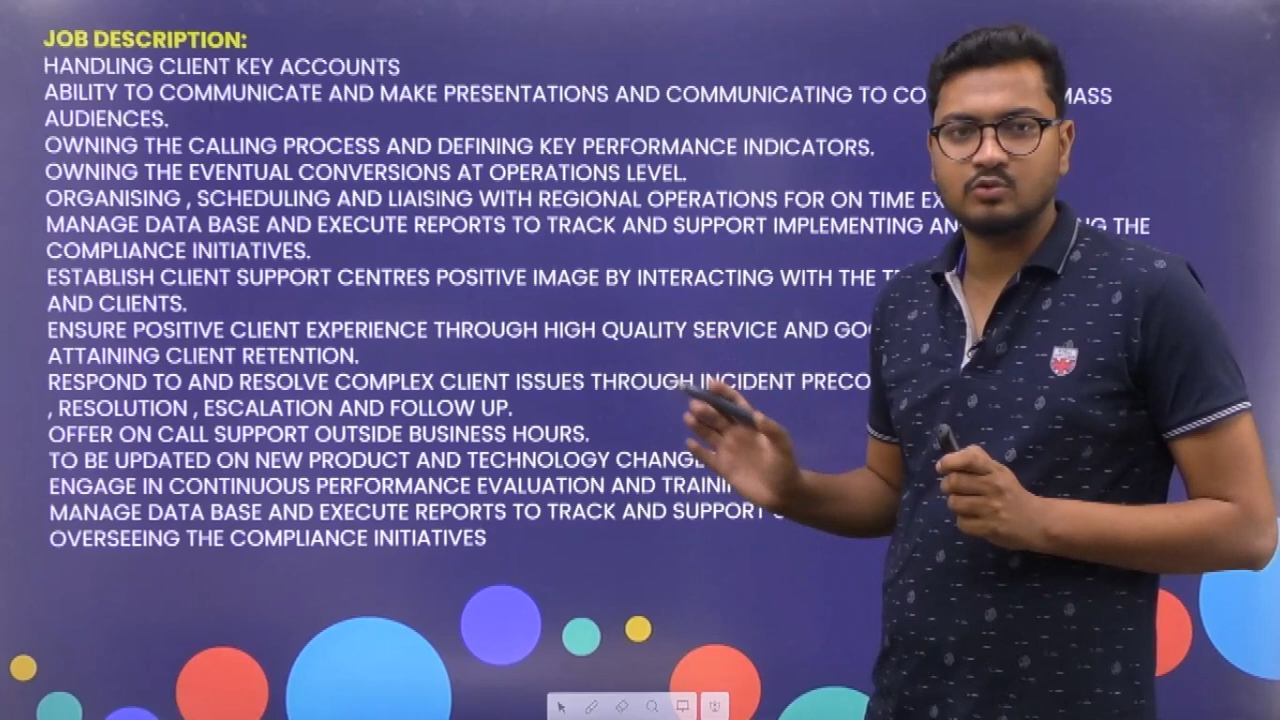 JOB DESCRIPTION:
HANDLING CLIENT KEY ACCOUNTS
ABILITY TO COMMUNICATE AND MAKE PRESENTATIONS AND COMMUNICATING TO MASS
AUDIENCES.
OWNING THE CALLING PROCESS AND DEFINING KEY PERFORMANCE INDICATORS.
OWNING THE EVENTUAL CONVERSIONS AT OPERATIONS LEVEL.
ORGANISING , SCHEDULING AND LIAISING WITH REGIONAL OPERATIONS FOR ON TIME
MANAGE DATA BASE AND EXECUTE REPORTS TO TRACK AND SUPPORT IMPLEMENTING THE
COMPLIANCE INITIATIVES.
ESTABLISH CLIENT SUPPORT CENTRES POSITIVE IMAGE BY INTERACTING WITH THE
AND CLIENTS.
ENSURE POSITIVE CLIENT EXPERIENCE THROUGH HIGH QUALITY SERVICE AND
ATTAINING CLIENT RETENTION.
RESPOND TO AND RESOLVE COMPLEX CLIENT ISSUES THROUGH INCIDENT
, RESOLUTION , ESCALATION AND FOLLOW UP.
OFFER ON CALL SUPPORT OUTSIDE BUSINESS HOURS.
TO BE UPDATED ON NEW PRODUCT AND TECHNOLOGY
ENGAGE IN CONTINUOUS PERFORMANCE EVALUATION AND
MANAGE DATA BASE AND EXECUTE REPORTS TO TRACK AND SUPPORT
OVERSEEING THE COMPLIANCE INITIATIVES